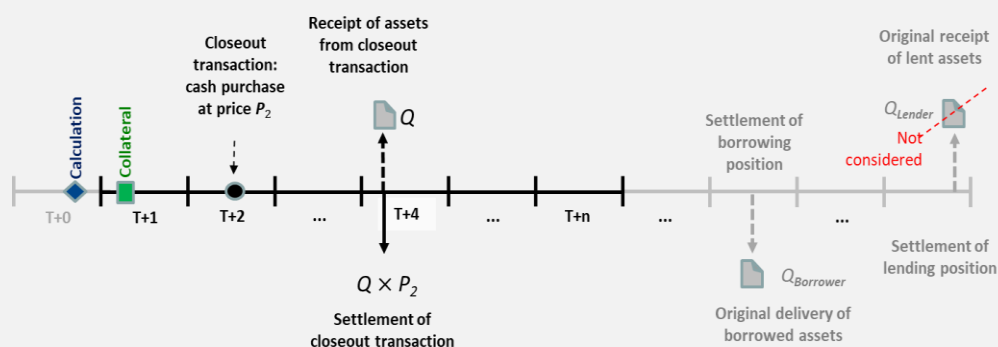 Receipt of assets
from closeout
transaction
Closeout
transaction:
cash purchase
at price P2
Original receipt
of lent assets
Calculation
Collateral
Q
QLender
Not
considered
Settlement of
borrowing
position
T+0
T+1
T+2
...
T+4
...
T+n
...
...
Q × P2
Settlement of
closeout transaction
QBorrower
Original delivery of
borrowed assets
Settlement of
lending position